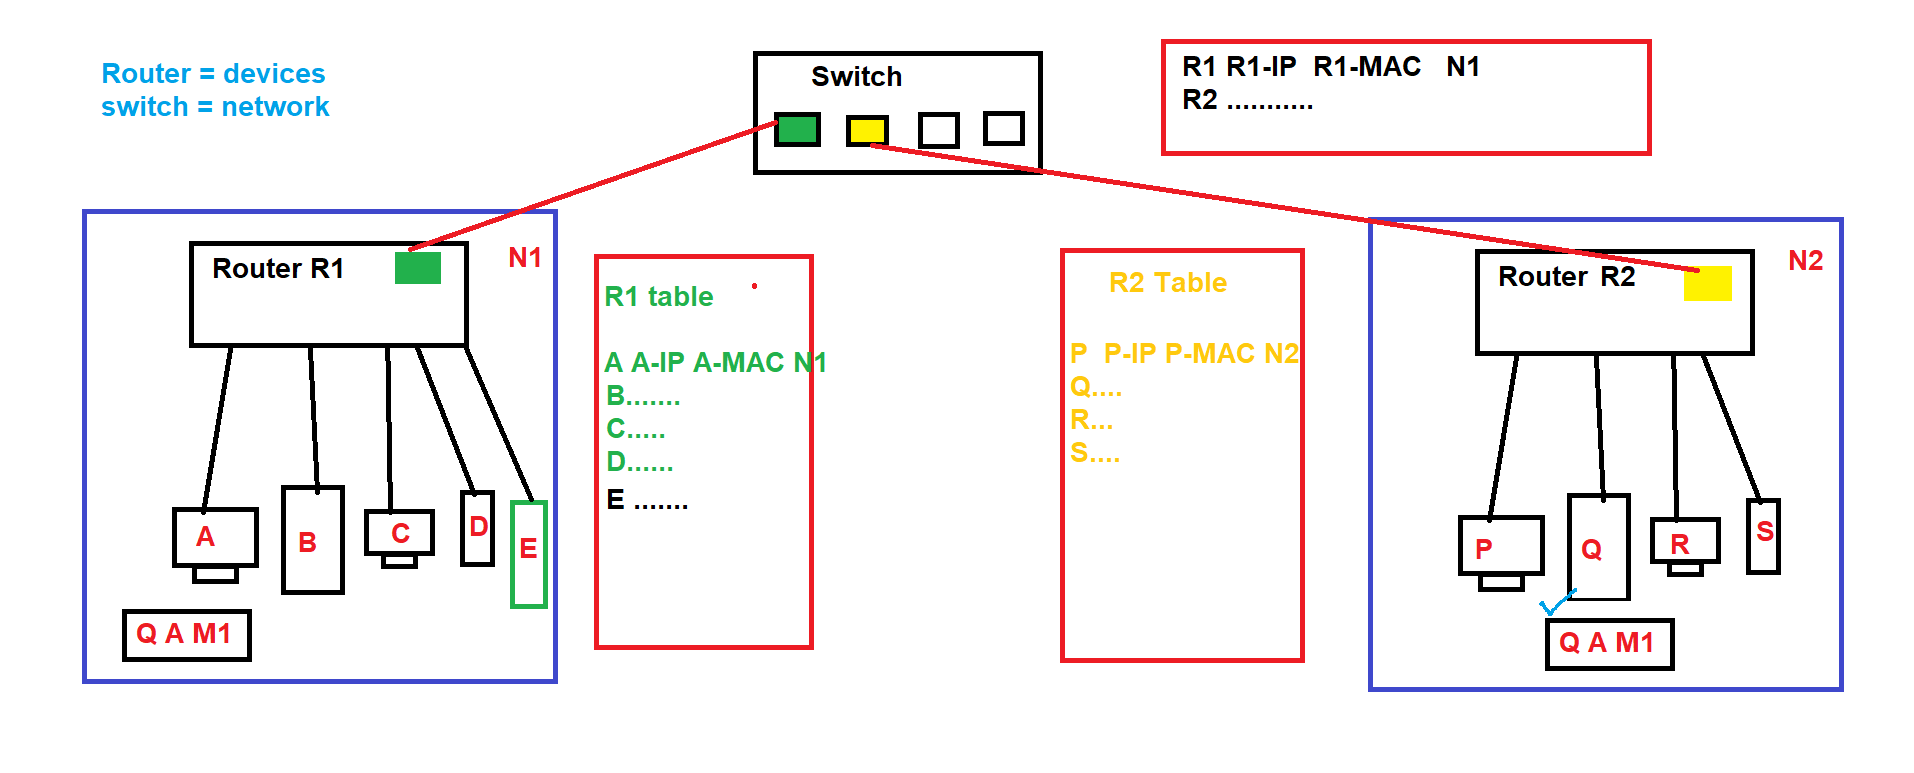 Router = devices
switch = network
Switch
R1 R1-IP R1-MAC N1
R2 ...........
Router R1
N1
R1 table
A A-IP A-MAC N1
B.......
C.....
D......
E .......
R2 Table
P P-IP P-MAC N2
Q....
R...
S....
Router R2
N2
A
B
C
D
E
Q A M1
P
Q
R
S
Q A M1